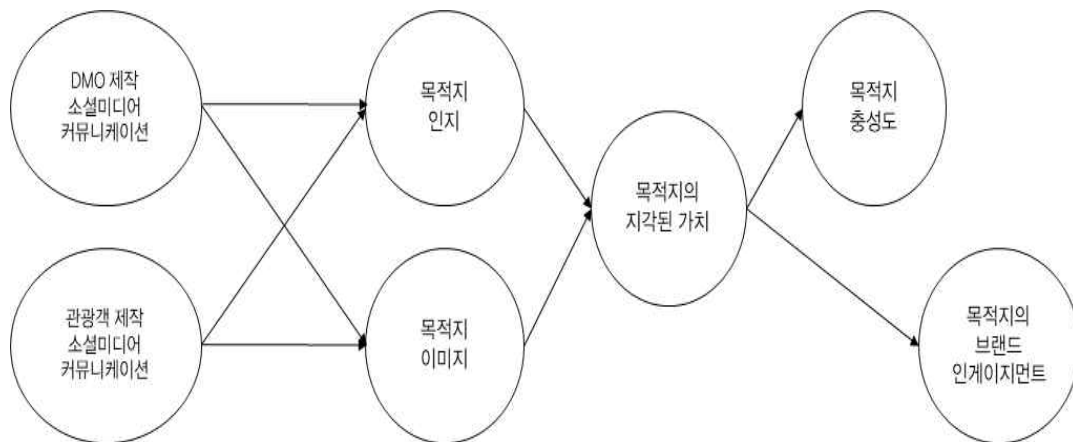 DMO 제작
소셜미디어
커뮤니케이션
목적지
인지
목적지
충성도
목적지의
지각된 가치
관광객 제작
소셜미디어
커뮤니케이션
목적지
이미지
목적지의
브랜드
인게이지먼트